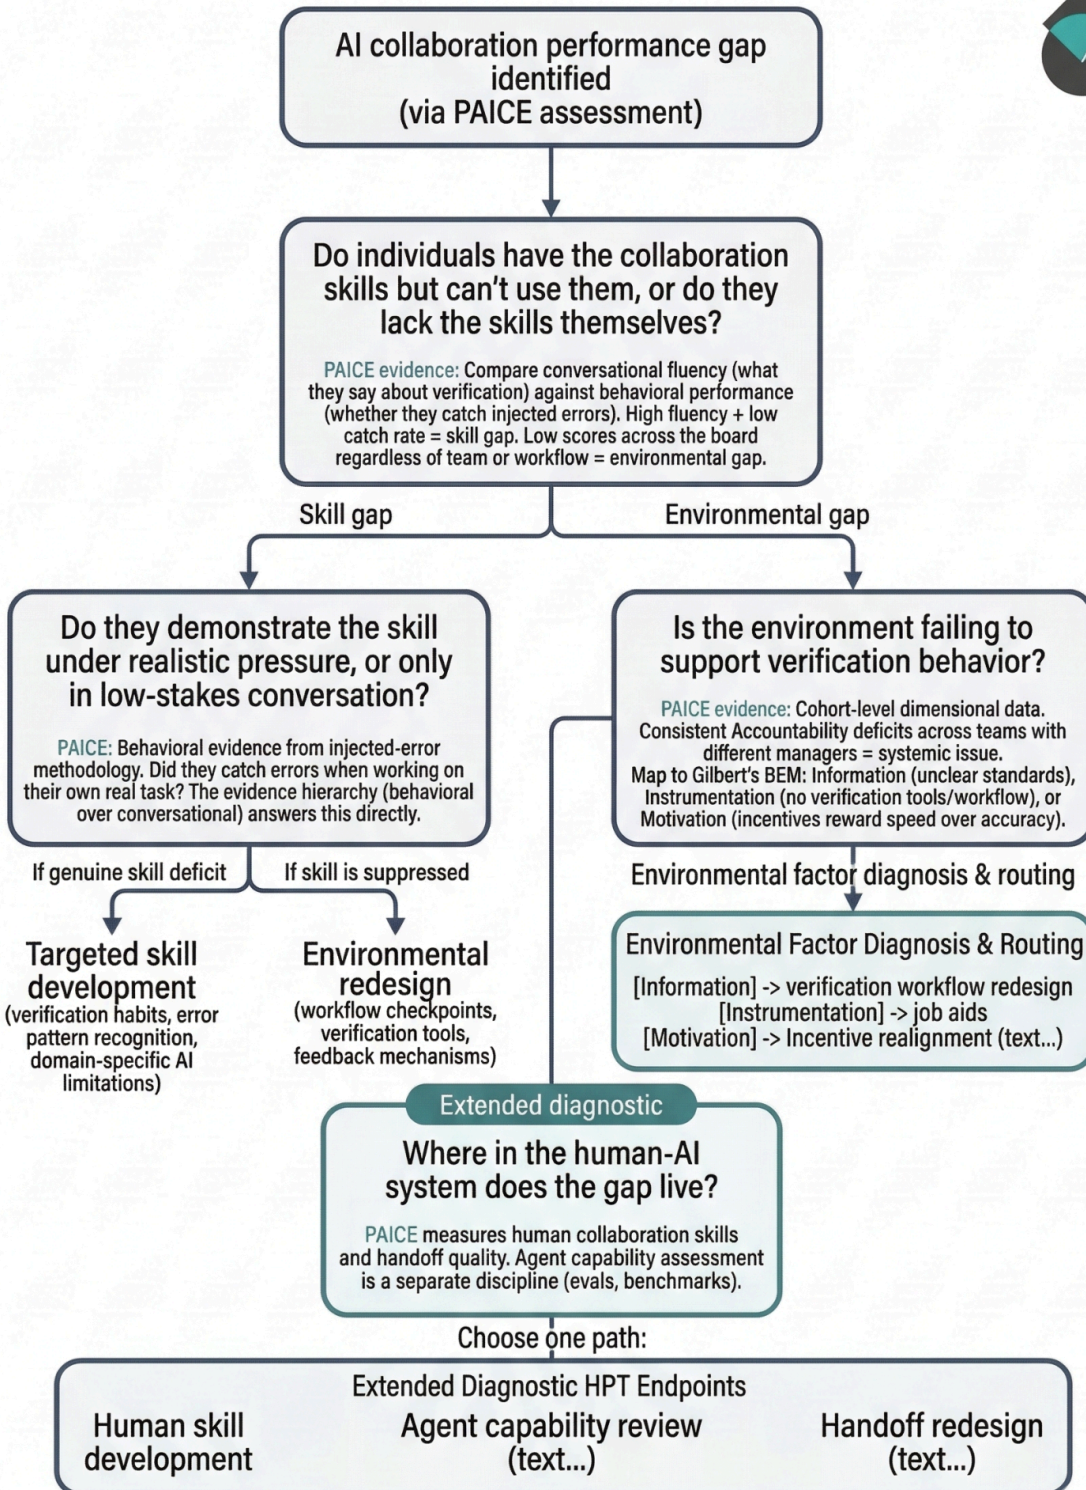 AI collaboration performance gap
identified
(via PAICE assessment)
Do individuals have the collaboration
skills but can't use them, or do they
lack the skills themselves?
PAICE evidence: Compare conversational fluency (what
they say about verification) against behavioral performance
(whether they catch injected errors). High fluency + low
catch rate = skill gap. Low scores across the board
regardless of team or workflow = environmental gap.
Skill gap
Environmental gap
Do they demonstrate the skill
under realistic pressure, or only
in low-stakes conversation?
PAICE: Behavioral evidence from injected-error
methodology. Did they catch errors when working on
their own real task? The evidence hierarchy (behavioral
over conversational) answers this directly.
Is the environment failing to
support verification behavior?
PAICE evidence: Cohort-level dimensional data.
Consistent Accountability deficits across teams with
different managers = systemic issue.
Map to Gilbert's BEM: Information (unclear standards),
Instrumentation (no verification tools/workflow), or
Motivation (incentives reward speed over accuracy).
If genuine skill deficit
If skill is suppressed
Targeted skill
development
(verification habits, error
pattern recognition,
domain-specific AI
limitations)
Environmental
redesign
(workflow checkpoints,
verification tools,
feedback mechanisms)
Environmental factor diagnosis & routing
Environmental Factor Diagnosis & Routing
[Information] -> verification workflow redesign
[Instrumentation] -> job aids
[Motivation] -> Incentive realignment (text...)
Extended diagnostic
Where in the human-AI
system does the gap live?
PAICE measures human collaboration skills
and handoff quality. Agent capability assessment
is a separate discipline (evals, benchmarks).
Choose one path:
Extended Diagnostic HPT Endpoints
Human skill
development
Agent capability review
(text...)
Handoff redesign
(text...)